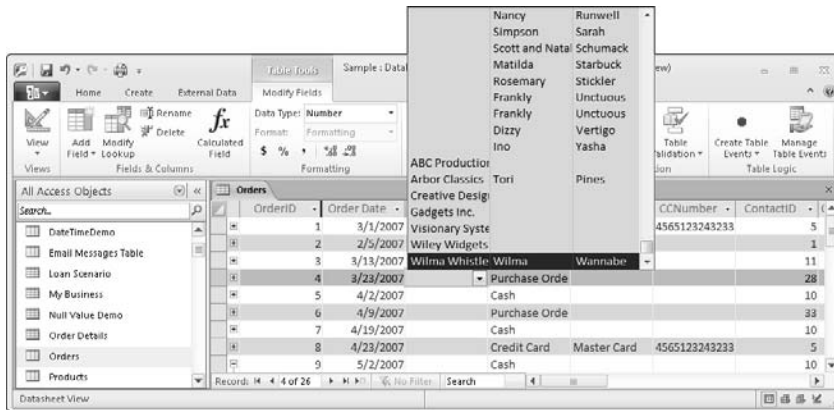 Nancy Runwell
Simpson Sarah
Scott and Natal Schumack
Matilda Starbuck
Rosemary Stickler
Frankly Unctuous
Frankly Unctuous
Dizzy Vertigo
Ino Yasha
ABC Production
Arbor Classics Tori Pines
Creative Desig
Gadgets Inc.
Visionary Syste
Wiley Widgets
Wilma Whistle Wilma Wannabe
Table Tools Sample : Datal ew)
Home Create External Data Modify Fields
View
Views
Add Field
Modify Lookup
Rename
Delete
Fields & Columns
Calculated Field
Data Type: Number
Format: Formatting
$ % ,
Formatting
Table
Validation
tion
Create Table Events
Manage Table Events
Table Logic
All Access Objects
Search...
DateTimeDemo
Email Messages Table
Loan Scenario
My Business
Null Value Demo
Order Details
Orders
Products
Orders
OrderID Order Date CCNumber ContactID
1 3/1/2007 4565123243233 5
2 2/5/2007 1
3 3/13/2007 11
4 3/23/2007 Purchase Orde 28
5 4/2/2007 Cash 10
6 4/9/2007 Purchase Orde 33
7 4/19/2007 Cash 10
8 4/23/2007 Credit Card Master Card 4565123243233 5
9 5/2/2007 Cash 10
Record: 4 of 26 No Filter Search
Datasheet View